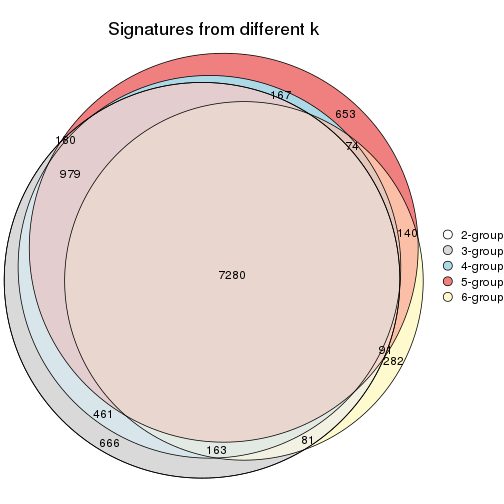 Signatures from different k
167
653
180
74
979
140
7280
91
282
461
666
163
81
2-group
3-group
4-group
5-group
6-group